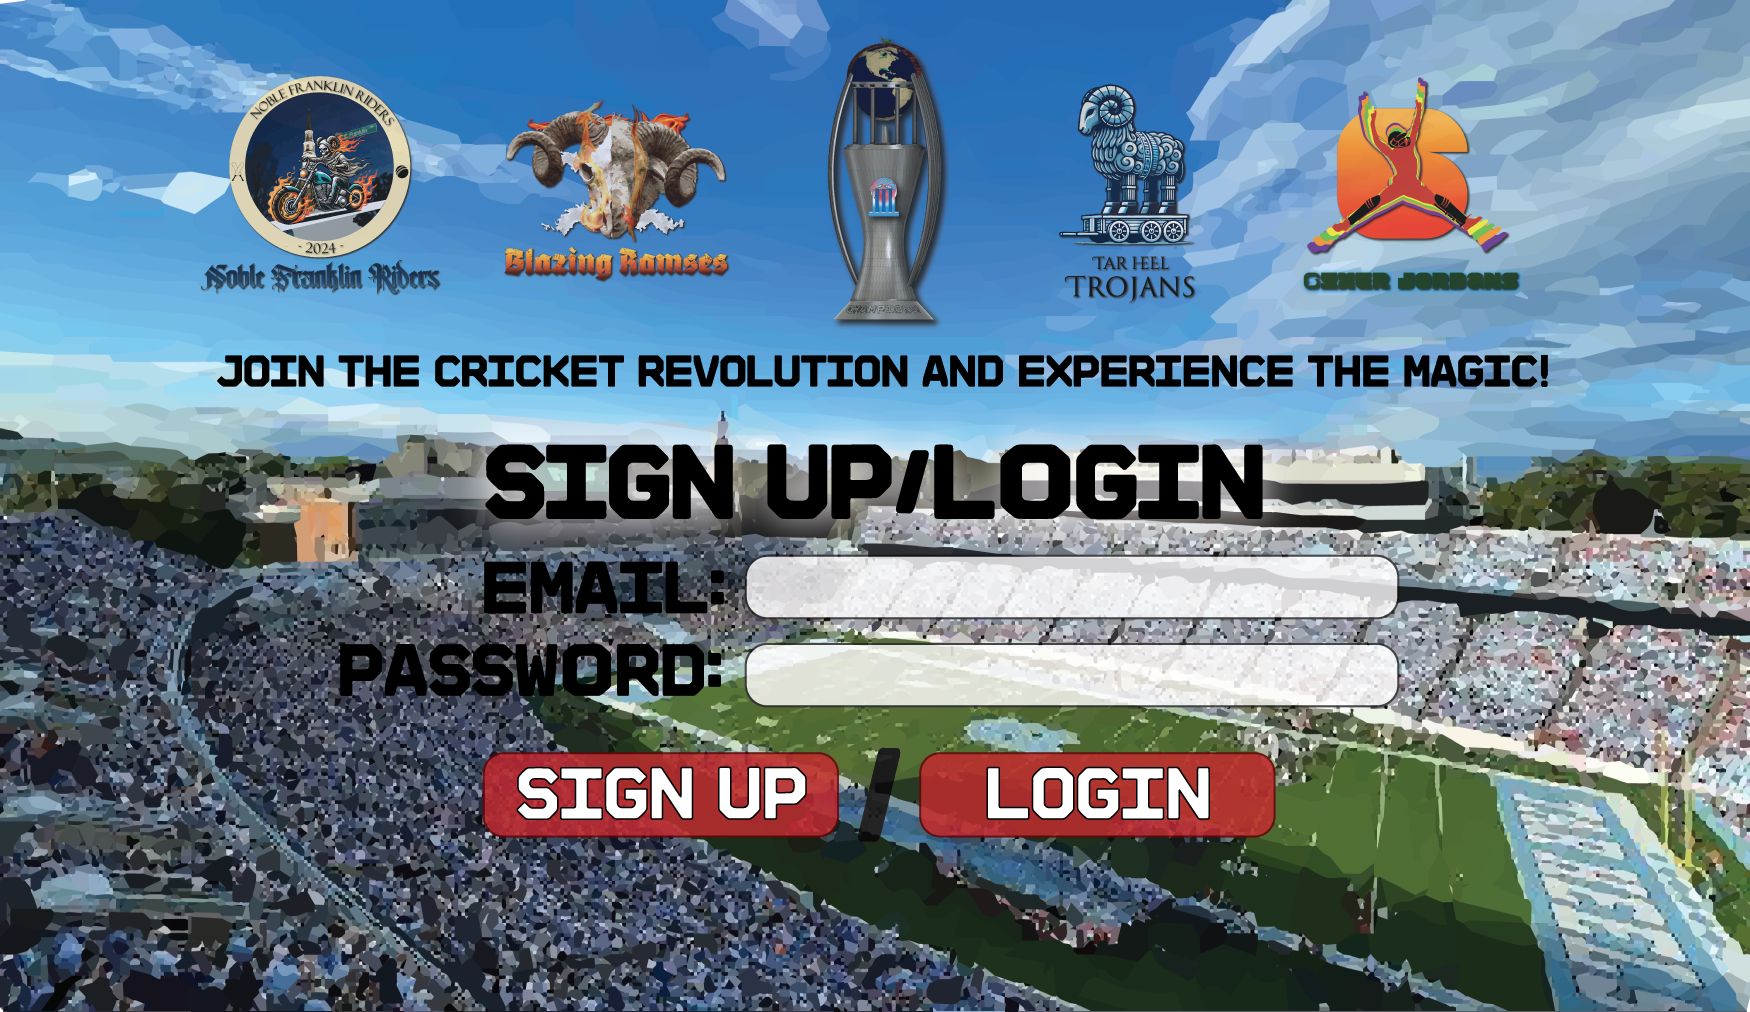 NOBLE FRANKLIN RIDERS
- 2024 -
Noble Franklin Riders
Blazing Ramses
TAR HEEL
TROJANS
JORDONS
JOIN THE CRICKET REVOLUTION AND EXPERIENCE THE MAGIC!
SIGN UP/LOGIN
EMAIL:
PASSWORD:
SIGN UP / LOGIN